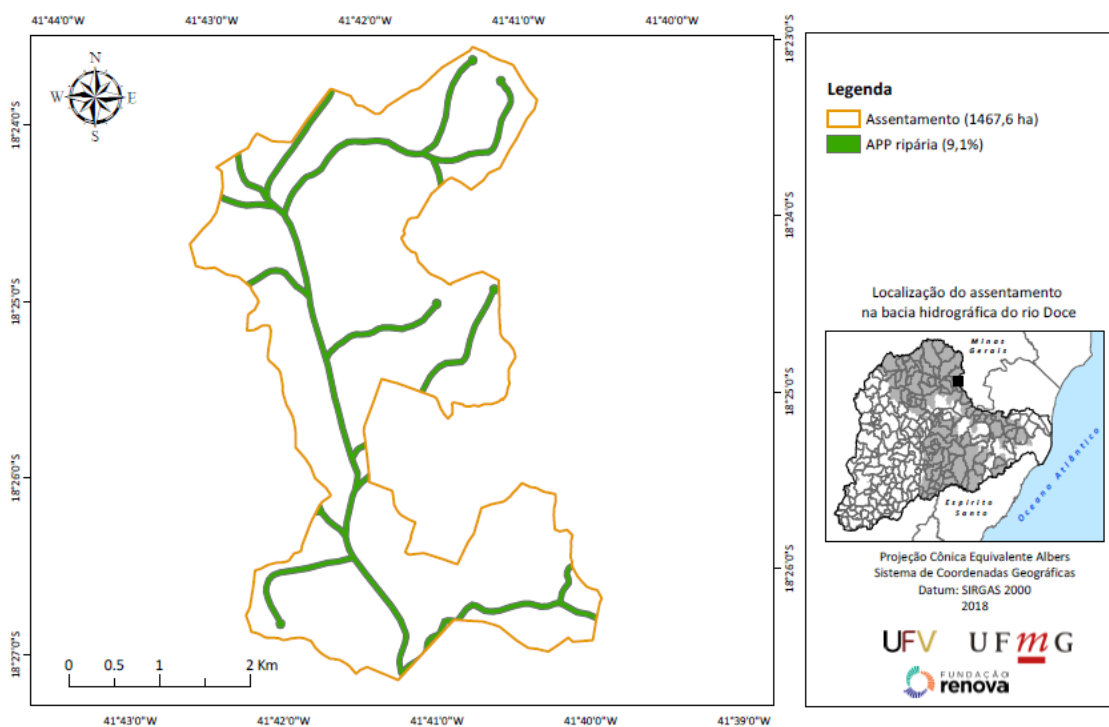 41°44'0"W 41°43'0"W 41°42'0"W 41°41'0"W 41°40'0"W
18°23'0"S
N
W E
S
18°24'0"S
18°24'0"S
18°25'0"S
18°25'0"S
18°26'0"S
18°26'0"S
18°27'0"S
0 0.5 1 2 Km
41°43'0"W 41°42'0"W 41°41'0"W 41°40'0"W 41°39'0"W
Legenda
Assentamento (1467,6 ha)
APP ripária (9,1%)
Localização do assentamento
na bacia hidrográfica do rio Doce
Minas
Gerais
Espírito
Santo
Oceano Atlântico
Projeção Cônica Equivalente Albers
Sistema de Coordenadas Geográficas
Datum: SIRGAS 2000
2018
UFV UFmG
FUNDAÇÃO
renova